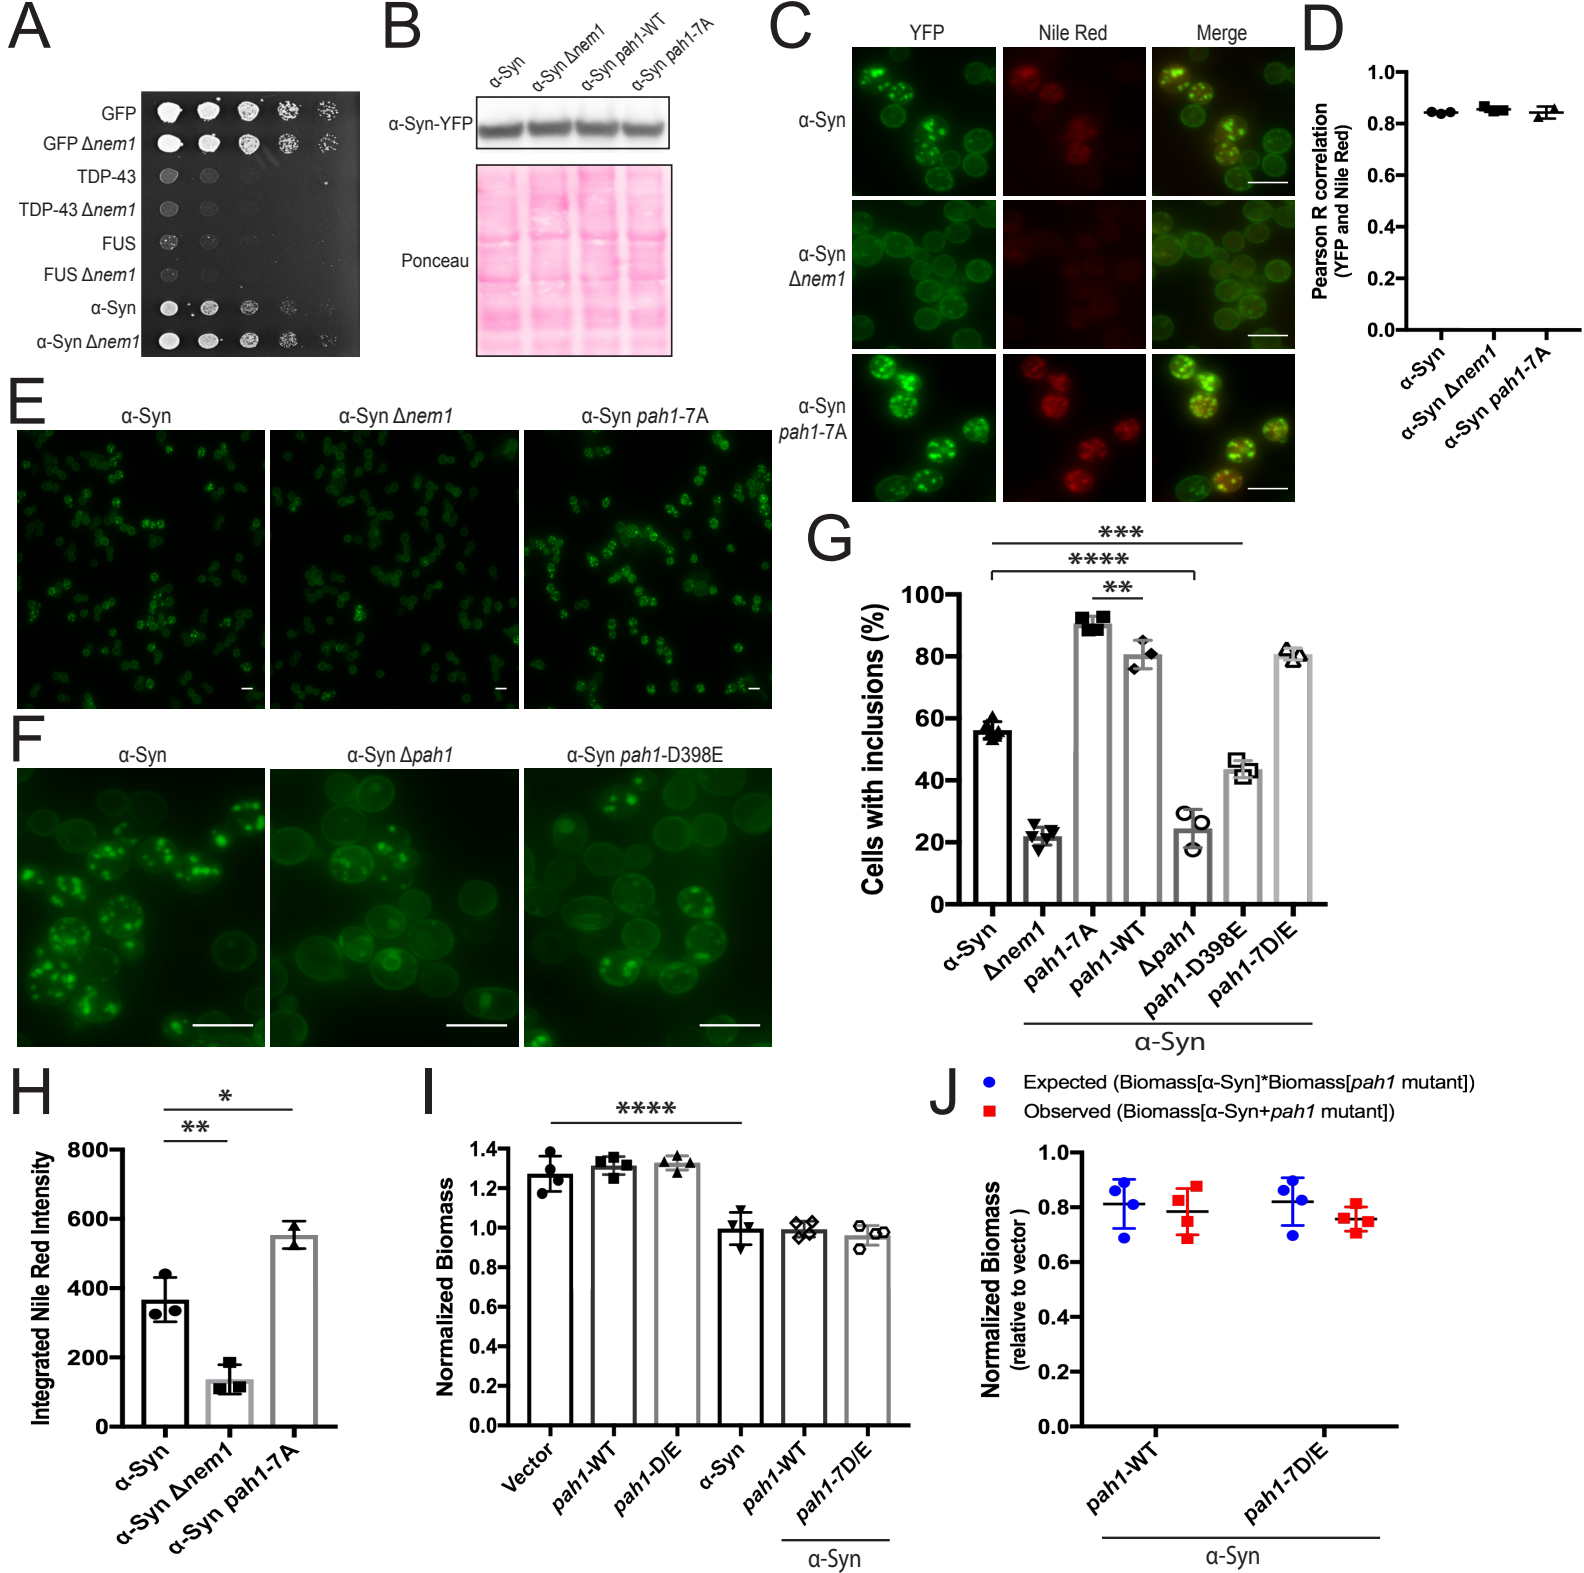 A
GFP
GFP Δnem1
TDP-43
TDP-43 Δnem1
FUS
FUS Δnem1
α-Syn
α-Syn Δnem1
B
α-Syn
α-Syn Δnem1
α-Syn pah1-WT
α-Syn pah1-7A
α-Syn-YFP
Ponceau
C
YFP
Nile Red
Merge
α-Syn
α-Syn
Δnem1
α-Syn
pah1-7A
D
Pearson R correlation
(YFP and Nile Red)
1.0
0.8
0.6
0.4
0.2
0.0
α-Syn
α-Syn Δnem1
α-Syn pah1-7A
E
α-Syn
α-Syn Δnem1
α-Syn pah1-7A
F
α-Syn
α-Syn Δpah1
α-Syn pah1-D398E
G
***
****
**
Cells with inclusions (%)
100
80
60
40
20
0
α-Syn
Δnem1
pah1-7A
pah1-WT
Δpah1
pah1-D398E
pah1-7D/E
α-Syn
H
*
**
Integrated Nile Red Intensity
800
600
400
200
0
α-Syn
α-Syn Δnem1
α-Syn pah1-7A
I
****
Normalized Biomass
1.4
1.2
1.0
0.8
0.6
0.4
0.2
0.0
Vector
pah1-WT
pah1-D/E
α-Syn
pah1-WT
pah1-7D/E
α-Syn
J
Expected (Biomass[α-Syn]*Biomass[pah1 mutant])
Observed (Biomass[α-Syn+pah1 mutant])
Normalized Biomass
(relative to vector )
1.0
0.8
0.6
0.4
0.2
0.0
pah1-WT
pah1-7D/E
α-Syn